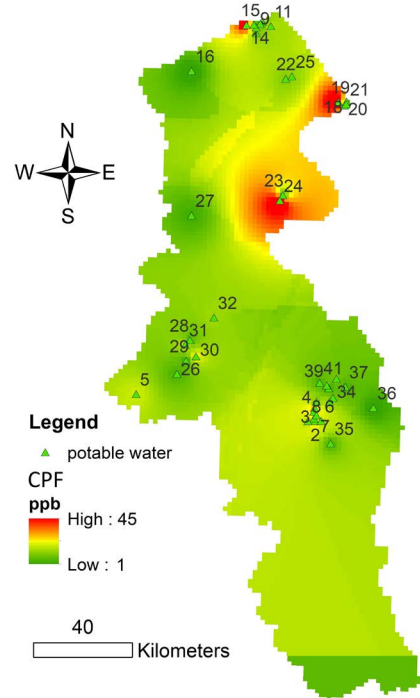 15 9 11
14
16
22 25
19 21
18 20
N
W E
S
23 24
27
32
28 31
29 30
26
5
39 41 37
4 34 36
8 6
3 7
2 35
Legend
potable water
CPF
ppb
High : 45
Low : 1
40
Kilometers